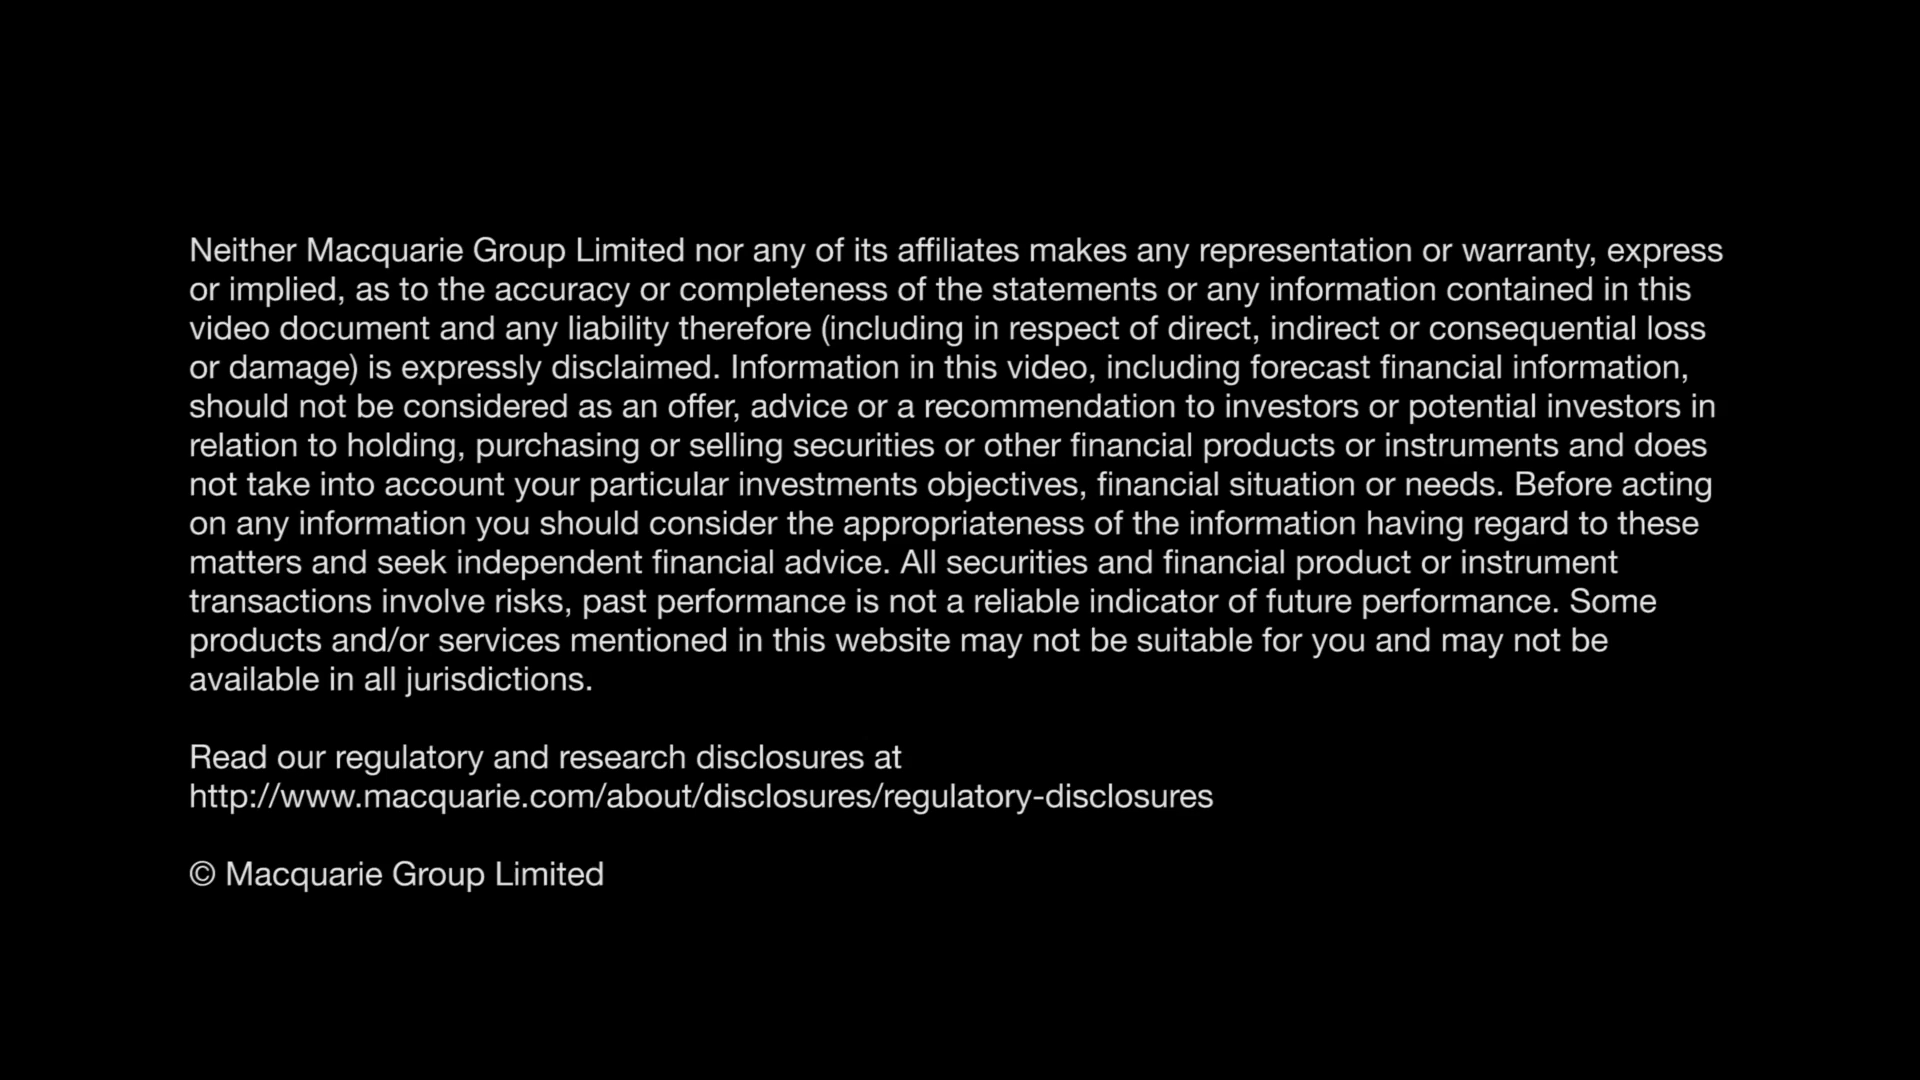 Neither Macquarie Group Limited nor any of its affiliates makes any representation or warranty, express
or implied, as to the accuracy or completeness of the statements or any information contained in this
video document and any liability therefore (including in respect of direct, indirect or consequential loss
or damage) is expressly disclaimed. Information in this video, including forecast financial information,
should not be considered as an offer, advice or a recommendation to investors or potential investors in
relation to holding, purchasing or selling securities or other financial products or instruments and does
not take into account your particular investments objectives, financial situation or needs. Before acting
on any information you should consider the appropriateness of the information having regard to these
matters and seek independent financial advice. All securities and financial product or instrument
transactions involve risks, past performance is not a reliable indicator of future performance. Some
products and/or services mentioned in this website may not be suitable for you and may not be
available in all jurisdictions.
Read our regulatory and research disclosures at
http://www.macquarie.com/about/disclosures/regulatory-disclosures
© Macquarie Group Limited